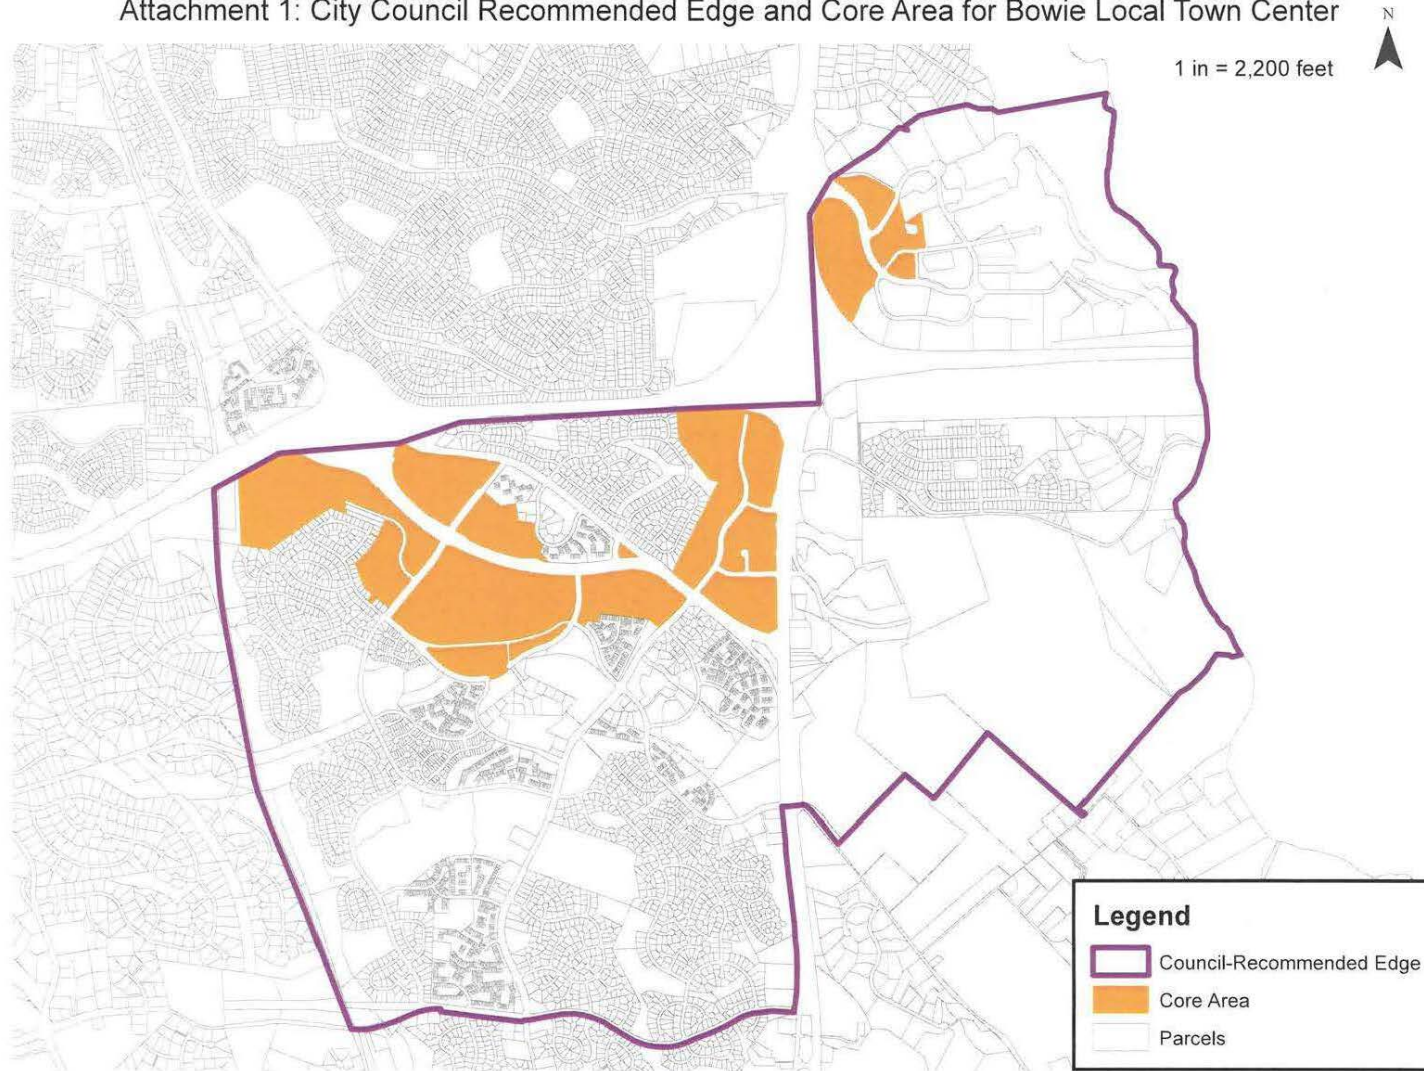 Attachment 1: City Council Recommended Edge and Core Area for Bowie Local Town Center
N
1 in = 2,200 feet
Legend
Council-Recommended Edge
Core Area
Parcels